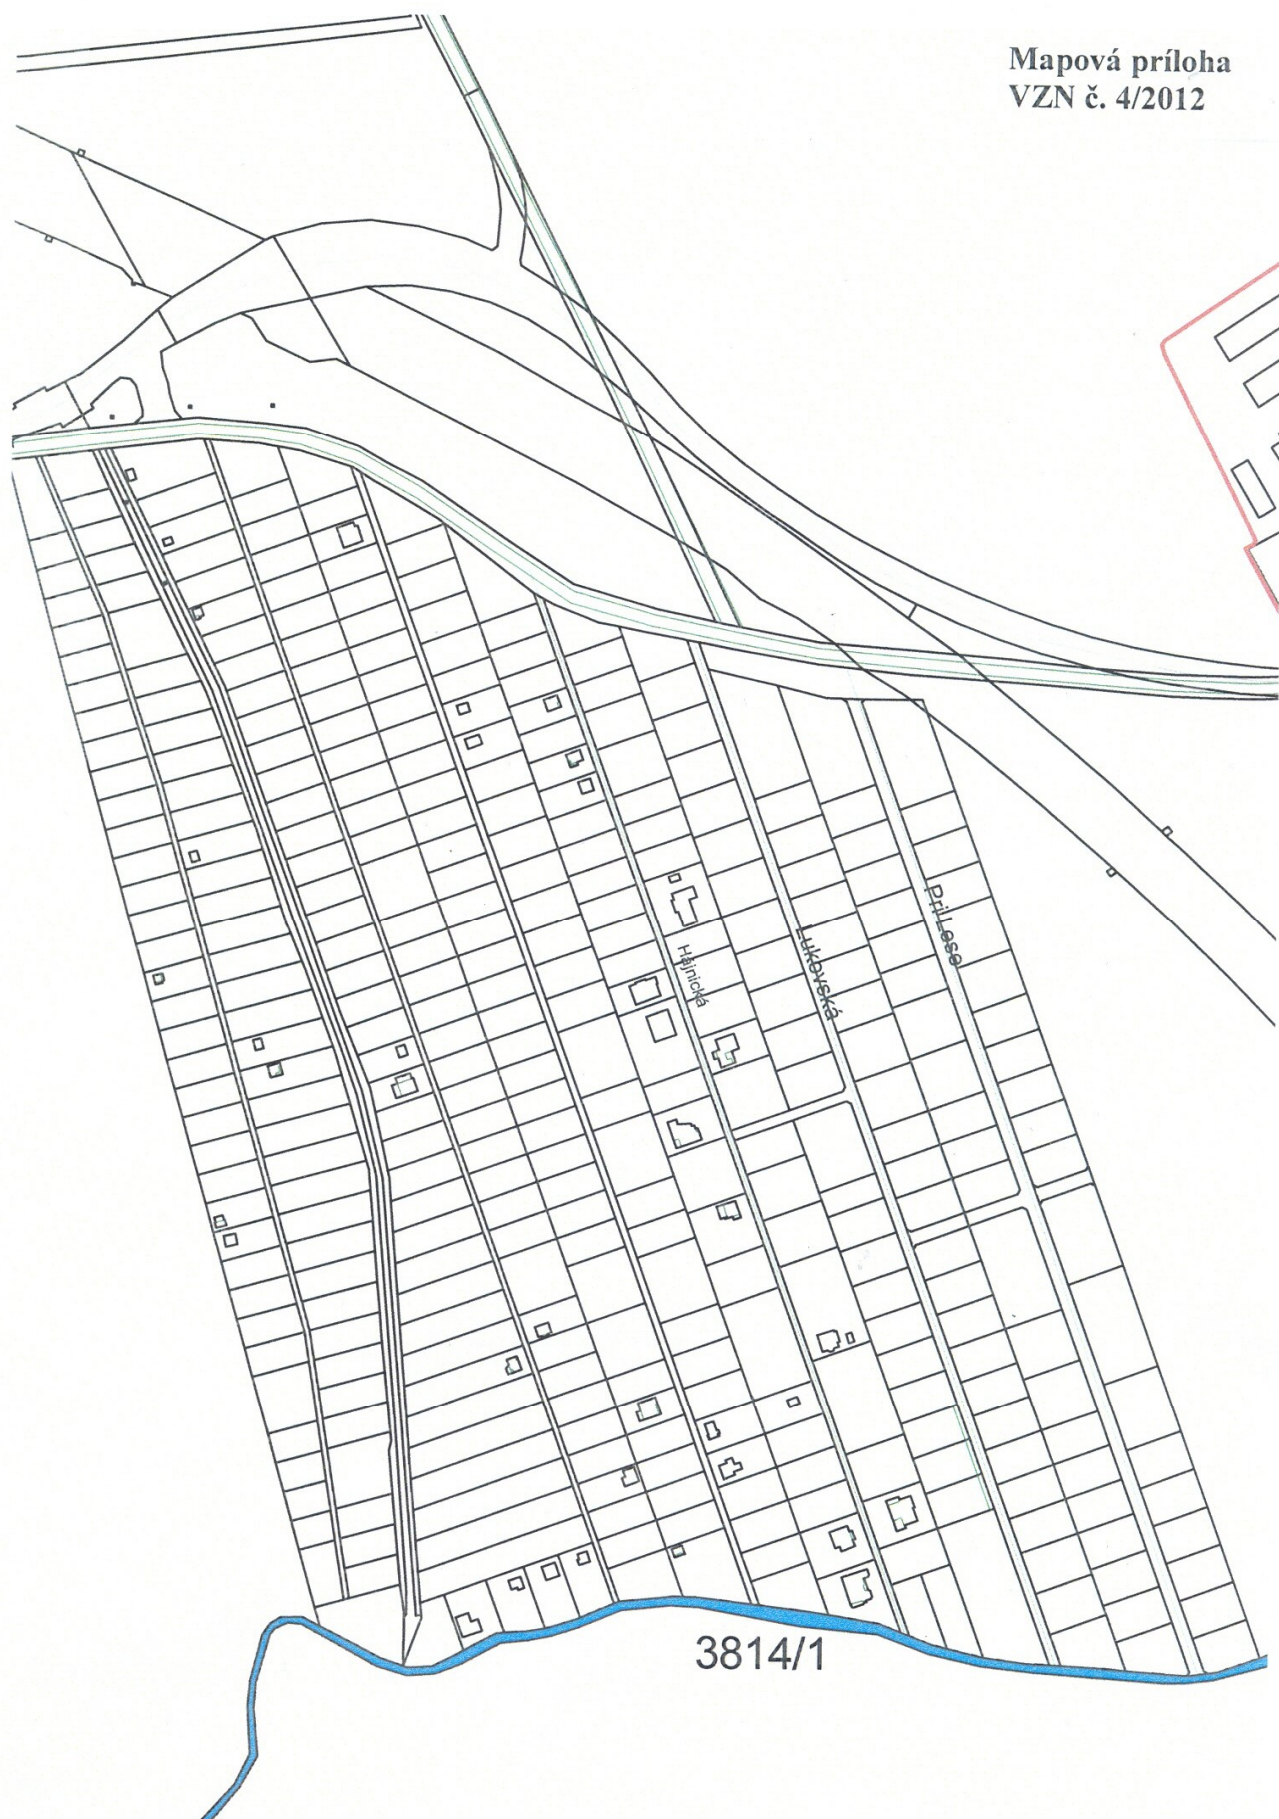 Mapová príloha
VZN č. 4/2012
Pri Lese
Lukovská
Hájnická
3814/1